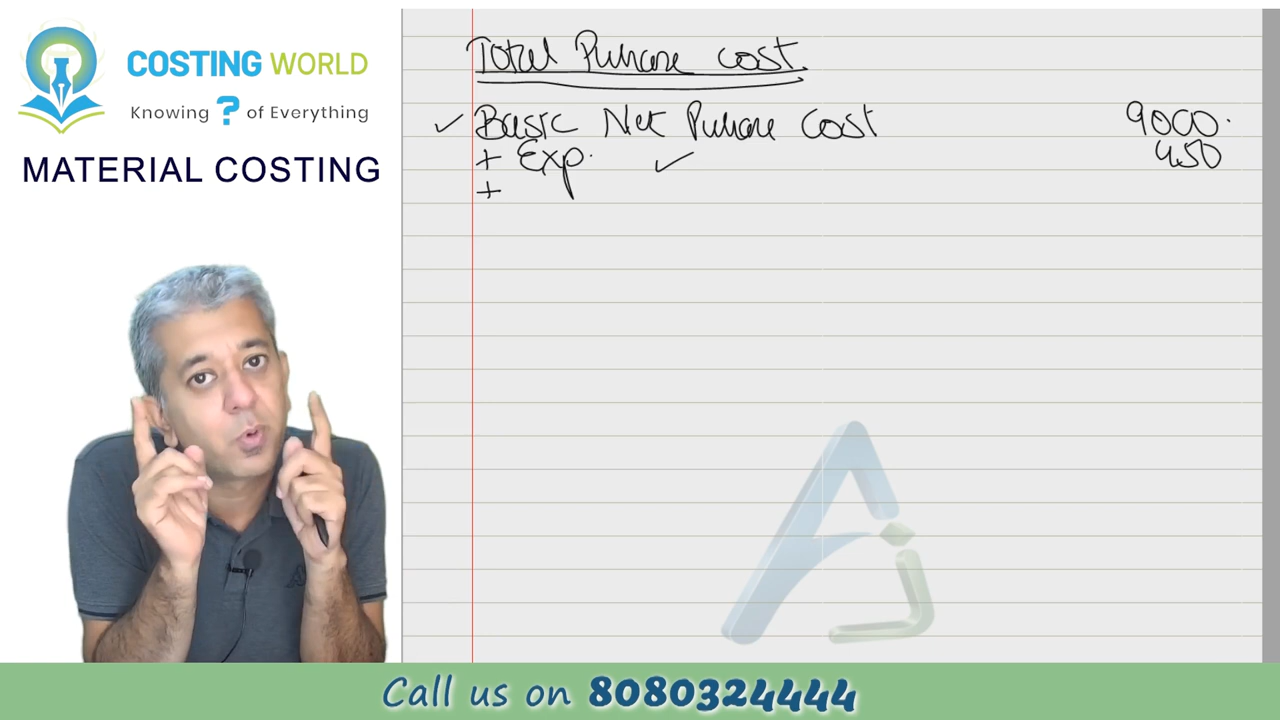 COSTING WORLD
Knowing ? of Everything
MATERIAL COSTING
Total Purchase cost
✓ Basic Net Purchase Cost 9000.
+ Exp. ✓ 450
+
Call us on 8080324444